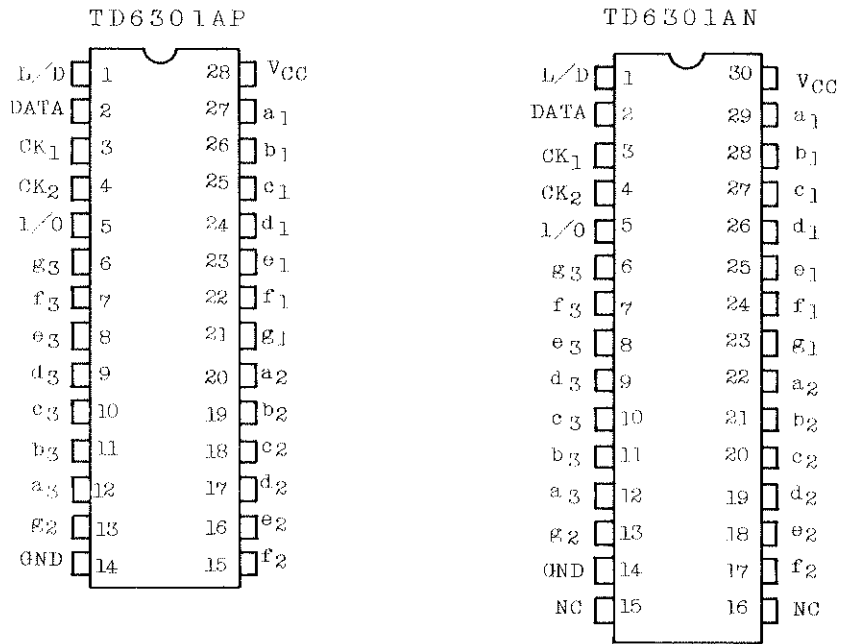 TD6301AP
L/D 1 28 VCC
DATA 2 27 a1
CK1 3 26 b1
CK2 4 25 c1
1/0 5 24 d1
g3 6 23 e1
f3 7 22 f1
e3 8 21 g1
d3 9 20 a2
c3 10 19 b2
b3 11 18 c2
a3 12 17 d2
g2 13 16 e2
GND 14 15 f2
TD6301AN
L/D 1 30 VCC
DATA 2 29 a1
CK1 3 28 b1
CK2 4 27 c1
1/0 5 26 d1
g3 6 25 e1
f3 7 24 f1
e3 8 23 g1
d3 9 22 a2
c3 10 21 b2
b3 11 20 c2
a3 12 19 d2
g2 13 18 e2
GND 14 17 f2
NC 15 16 NC